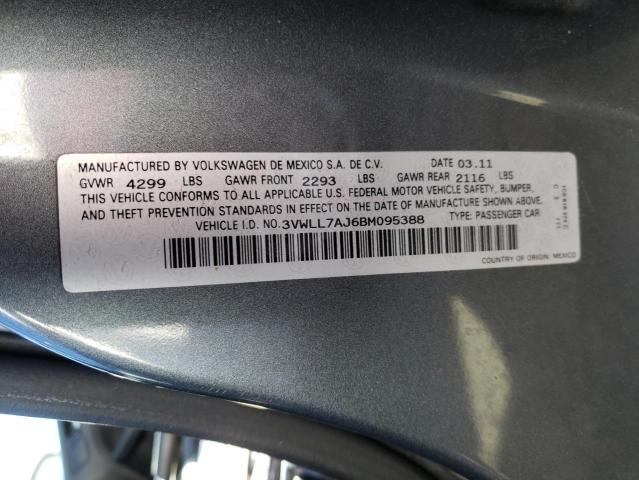 MANUFACTURED BY VOLKSWAGEN DE MEXICO S.A. DE C.V. DATE 03.11
GVWR 4299 LBS GAWR FRONT 2293 LBS GAWR REAR 2116 LBS
THIS VEHICLE CONFORMS TO ALL APPLICABLE U.S. FEDERAL MOTOR VEHICLE SAFETY, BUMPER,
AND THEFT PREVENTION STANDARDS IN EFFECT ON THE DATE OF MANUFACTURE SHOWN ABOVE.
VEHICLE I.D. NO. 3VWLL7AJ6BM095388 TYPE: PASSENGER CAR
COUNTRY OF ORIGIN: MEXICO